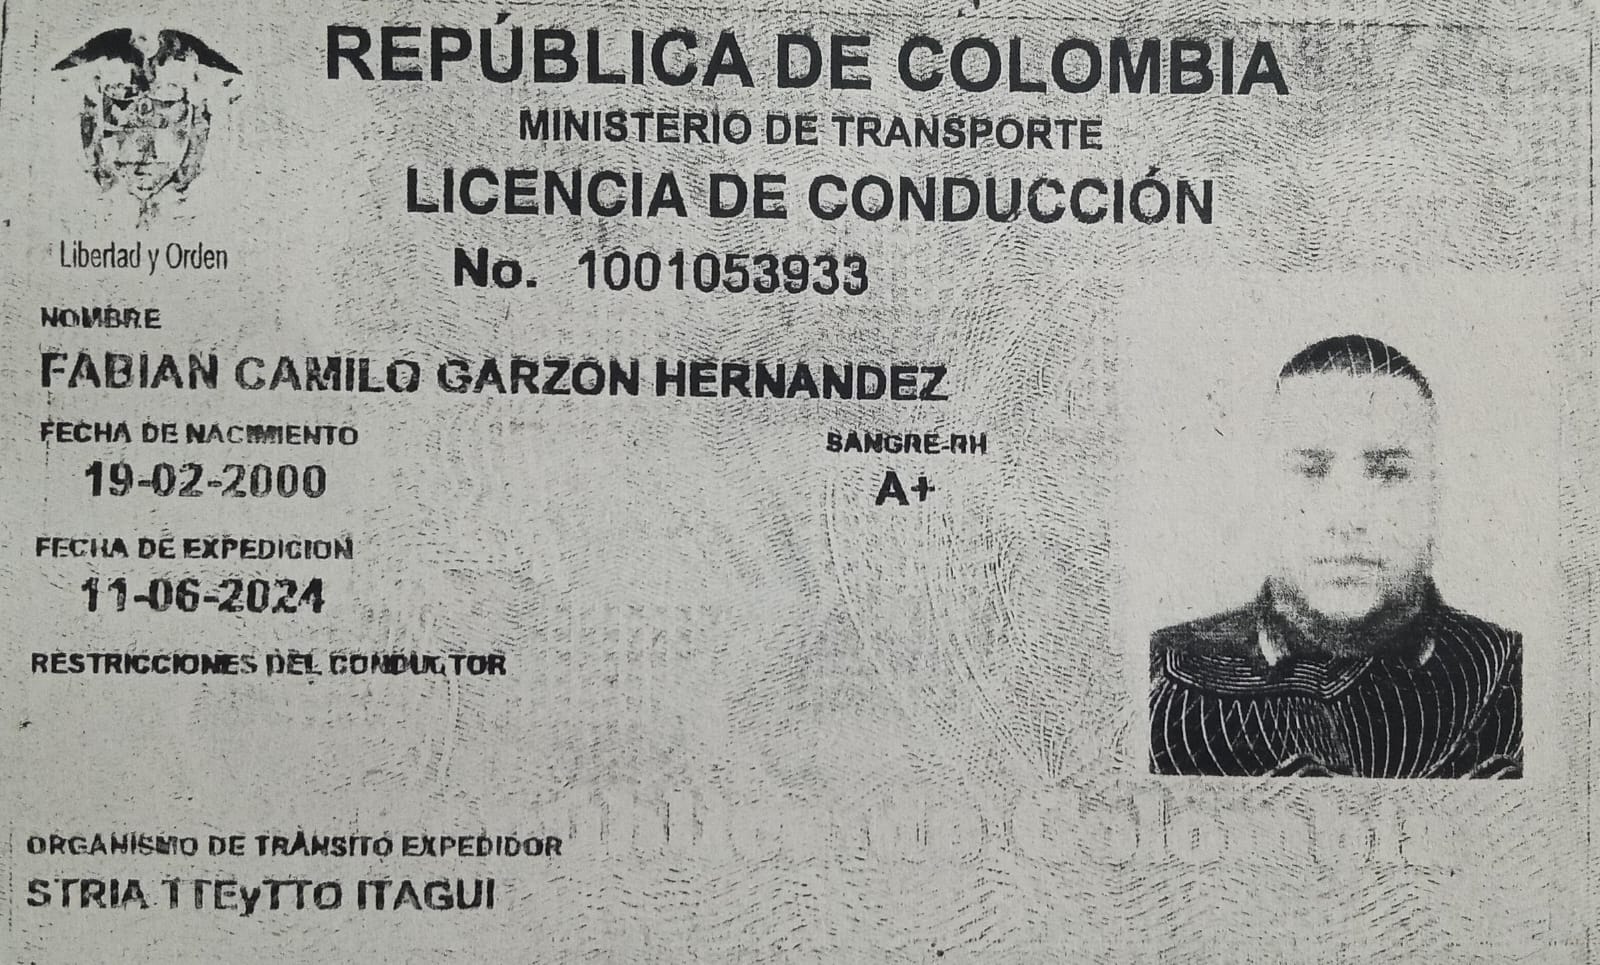 REPÚBLICA DE COLOMBIA
MINISTERIO DE TRANSPORTE
LICENCIA DE CONDUCCIÓN
Libertad y Orden
No. 1001053933
NOMBRE
FABIAN CAMILO GARZON HERNANDEZ
FECHA DE NACIMIENTO
19-02-2000
SANGRE-RH
A+
FECHA DE EXPEDICION
11-06-2024
RESTRICCIONES DEL CONDUCTOR
ORGANISMO DE TRÁNSITO EXPEDIDOR
STRIA TTEyTTO ITAGUI